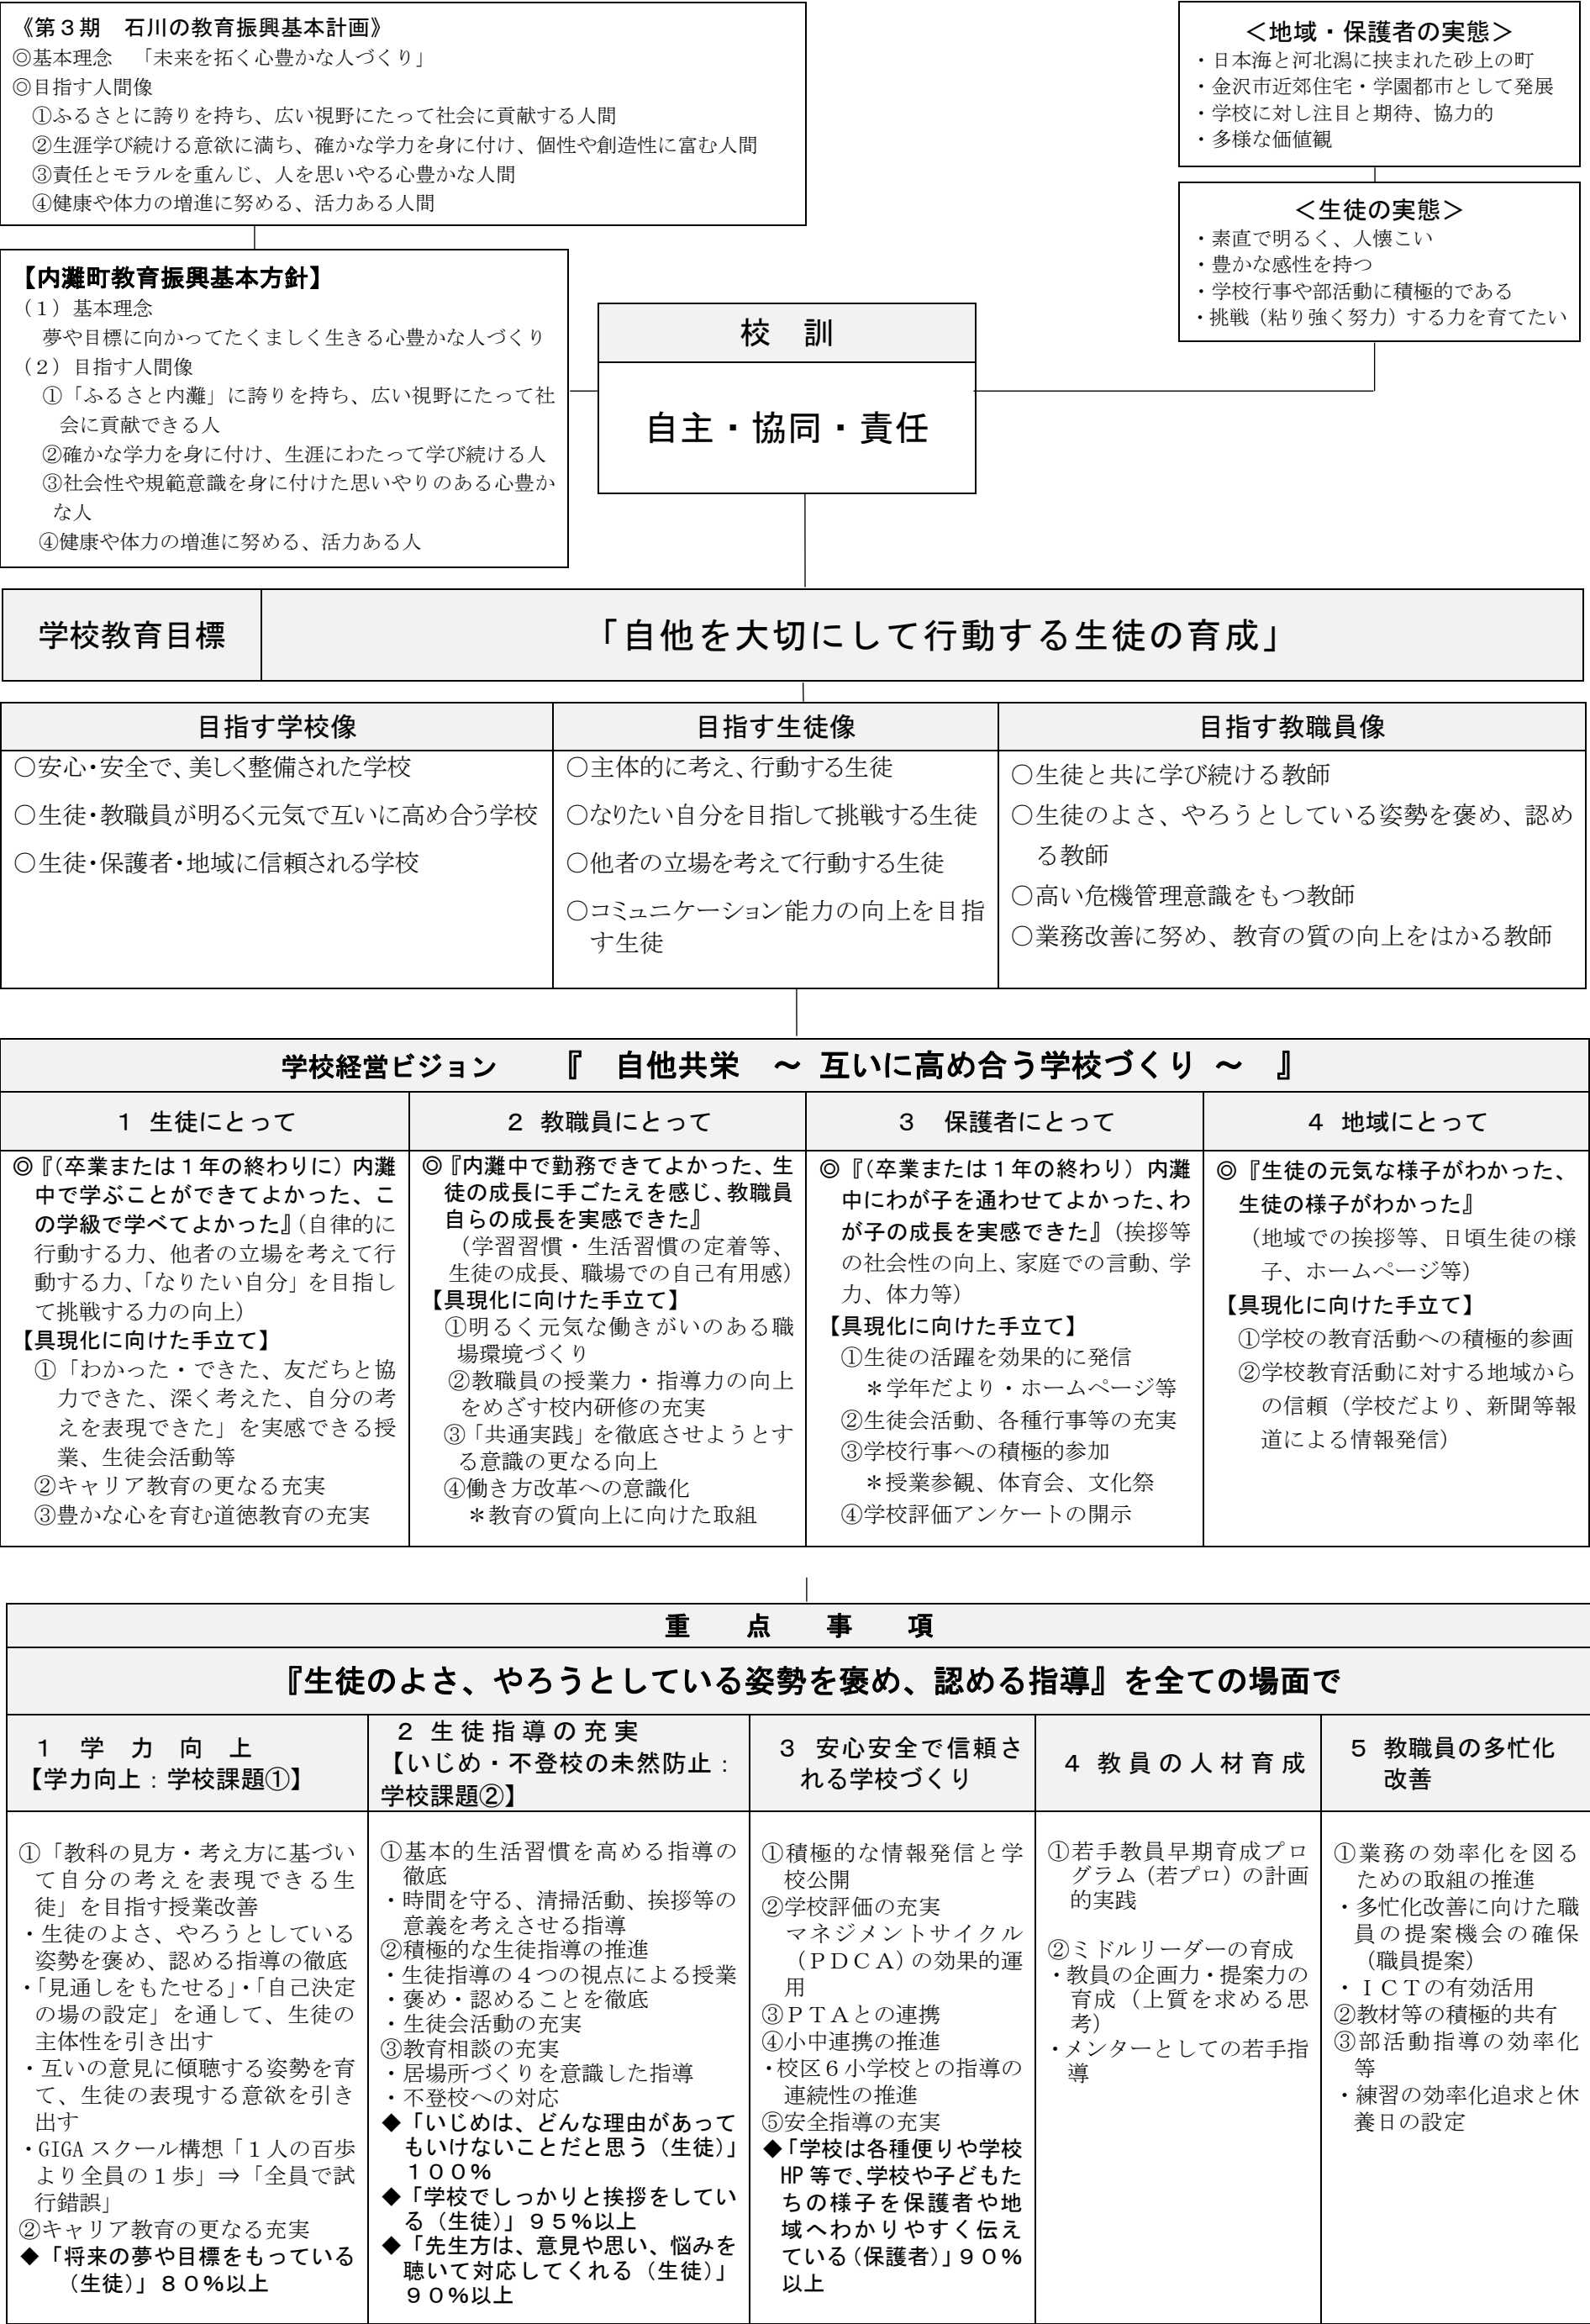 《第３期　石川の教育振興基本計画》
◎基本理念　「未来を拓く心豊かな人づくり」
◎目指す人間像
①ふるさとに誇りを持ち、広い視野にたって社会に貢献する人間
②生涯学び続ける意欲に満ち、確かな学力を身に付け、個性や創造性に富む人間
③責任とモラルを重んじ、人を思いやる心豊かな人間
④健康や体力の増進に努める、活力ある人間
＜地域・保護者の実態＞
・日本海と河北潟に挟まれた砂上の町
・金沢市近郊住宅・学園都市として発展
・学校に対し注目と期待、協力的
・多様な価値観
＜生徒の実態＞
・素直で明るく、人懐こい
・豊かな感性を持つ
・学校行事や部活動に積極的である
・挑戦（粘り強く努力）する力を育てたい
【内灘町教育振興基本方針】
（１）基本理念
夢や目標に向かってたくましく生きる心豊かな人づくり
（２）目指す人間像
①「ふるさと内灘」に誇りを持ち、広い視野にたって社
会に貢献できる人
②確かな学力を身に付け、生涯にわたって学び続ける人
③社会性や規範意識を身に付けた思いやりのある心豊か
な人
④健康や体力の増進に努める、活力ある人
校　訓
自主・協同・責任
学校教育目標
「自他を大切にして行動する生徒の育成」
目指す学校像
○安心・安全で、美しく整備された学校
○生徒・教職員が明るく元気で互いに高め合う学校
○生徒・保護者・地域に信頼される学校
目指す生徒像
○主体的に考え、行動する生徒
○なりたい自分を目指して挑戦する生徒
○他者の立場を考えて行動する生徒
○コミュニケーション能力の向上を目指
す生徒
目指す教職員像
○生徒と共に学び続ける教師
○生徒のよさ、やろうとしている姿勢を褒め、認め
る教師
○高い危機管理意識をもつ教師
○業務改善に努め、教育の質の向上をはかる教師
学校経営ビジョン　『　自他共栄　～ 互いに高め合う学校づくり ～　』
１ 生徒にとって
◎『（卒業または１年の終わりに）内灘
中で学ぶことができてよかった、こ
の学級で学べてよかった』（自律的に
行動する力、他者の立場を考えて行
動する力、「なりたい自分」を目指し
て挑戦する力の向上）
【具現化に向けた手立て】
①「わかった・できた、友だちと協
力できた、深く考えた、自分の考
えを表現できた」を実感できる授
業、生徒会活動等
②キャリア教育の更なる充実
③豊かな心を育む道徳教育の充実
２ 教職員にとって
◎『内灘中で勤務できてよかった、生
徒の成長に手ごたえを感じ、教職員
自らの成長を実感できた』
（学習習慣・生活習慣の定着等、
生徒の成長、職場での自己有用感）
【具現化に向けた手立て】
①明るく元気な働きがいのある職
場環境づくり
②教職員の授業力・指導力の向上
をめざす校内研修の充実
③「共通実践」を徹底させようとす
る意識の更なる向上
④働き方改革への意識化
＊教育の質向上に向けた取組
３　保護者にとって
◎『（卒業または１年の終わり）内灘
中にわが子を通わせてよかった、わ
が子の成長を実感できた』（挨拶等
の社会性の向上、家庭での言動、学
力、体力等）
【具現化に向けた手立て】
①生徒の活躍を効果的に発信
＊学年だより・ホームページ等
②生徒会活動、各種行事等の充実
③学校行事への積極的参加
＊授業参観、体育会、文化祭
④学校評価アンケートの開示
４ 地域にとって
◎『生徒の元気な様子がわかった、
生徒の様子がわかった』
（地域での挨拶等、日頃生徒の様
子、ホームページ等）
【具現化に向けた手立て】
①学校の教育活動への積極的参画
②学校教育活動に対する地域から
の信頼（学校だより、新聞等報
道による情報発信）
重　点　事　項
『生徒のよさ、やろうとしている姿勢を褒め、認める指導』を全ての場面で
１　学　力　向　上
【学力向上：学校課題①】
①「教科の見方・考え方に基づい
て自分の考えを表現できる生
徒」を目指す授業改善
・生徒のよさ、やろうとしている
姿勢を褒め、認める指導の徹底
・「見通しをもたせる」・「自己決定
の場の設定」を通して、生徒の
主体性を引き出す
・互いの意見に傾聴する姿勢を育
て、生徒の表現する意欲を引き
出す
・GIGA スクール構想「１人の百歩
より全員の１歩」⇒「全員で試
行錯誤」
②キャリア教育の更なる充実
◆「将来の夢や目標をもっている
（生徒）」８０％以上
２ 生徒指導の充実
【いじめ・不登校の未然防止：
学校課題②】
①基本的生活習慣を高める指導の
徹底
・時間を守る、清掃活動、挨拶等の
意義を考えさせる指導
②積極的な生徒指導の推進
・生徒指導の４つの視点による授業
・褒め・認めることを徹底
・生徒会活動の充実
③教育相談の充実
・居場所づくりを意識した指導
・不登校への対応
◆「いじめは、どんな理由があって
もいけないことだと思う（生徒）」
１００％
◆「学校でしっかりと挨拶をしてい
る（生徒）」９５％以上
◆「先生方は、意見や思い、悩みを
聴いて対応してくれる（生徒）」
９０％以上
３ 安心安全で信頼さ
れる学校づくり
①積極的な情報発信と学
校公開
②学校評価の充実
マネジメントサイクル
（ＰＤＣＡ）の効果的運
用
③ＰＴＡとの連携
④小中連携の推進
・校区６小学校との指導の
連続性の推進
⑤安全指導の充実
◆「学校は各種便りや学校
HP 等で、学校や子どもた
ちの様子を保護者や地
域へわかりやすく伝え
ている（保護者）」９０％
以上
４ 教員の人材育成
①若手教員早期育成プロ
グラム（若プロ）の計画
的実践
②ミドルリーダーの育成
・教員の企画力・提案力の
育成（上質を求める思
考）
・メンターとしての若手指
導
５ 教職員の多忙化
改善
①業務の効率化を図る
ための取組の推進
・多忙化改善に向けた職
員の提案機会の確保
（職員提案）
・ＩＣＴの有効活用
②教材等の積極的共有
③部活動指導の効率化
等
・練習の効率化追求と休
養日の設定